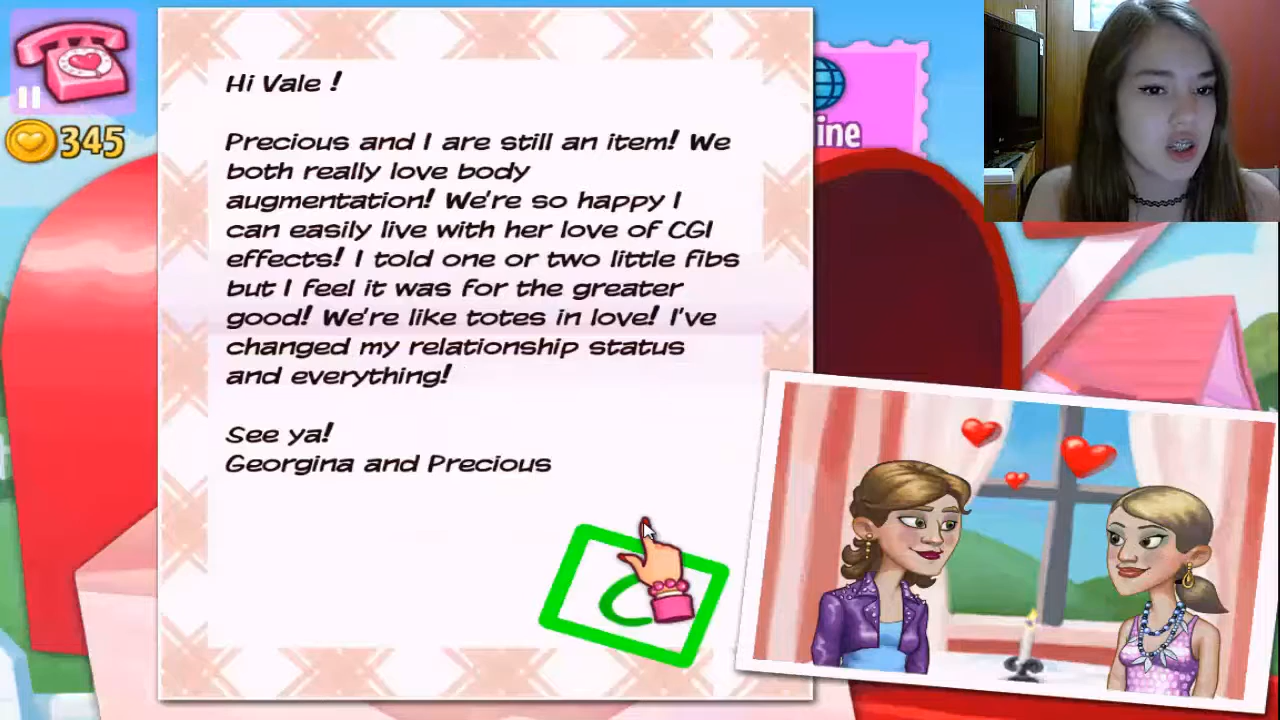 345
ine
Hi Vale !
Precious and I are still an item! We
both really love body
augmentation! We're so happy I
can easily live with her love of CGI
effects! I told one or two little fibs
but I feel it was for the greater
good! We're like totes in love! I've
changed my relationship status
and everything!
See ya!
Georgina and Precious